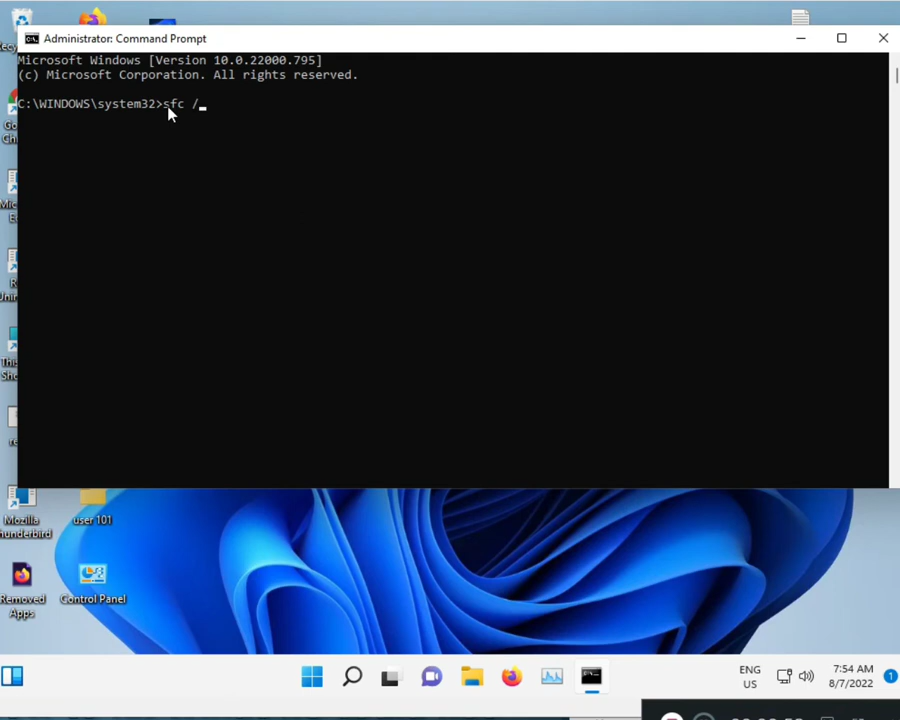 Administrator: Command Prompt
Microsoft Windows [Version 10.0.22000.795]
(c) Microsoft Corporation. All rights reserved.
C:\WINDOWS\system32>sfc /_
Mozilla
user 101
Removed
Apps
Control Panel
ENG
US
7:54 AM
8/7/2022
1